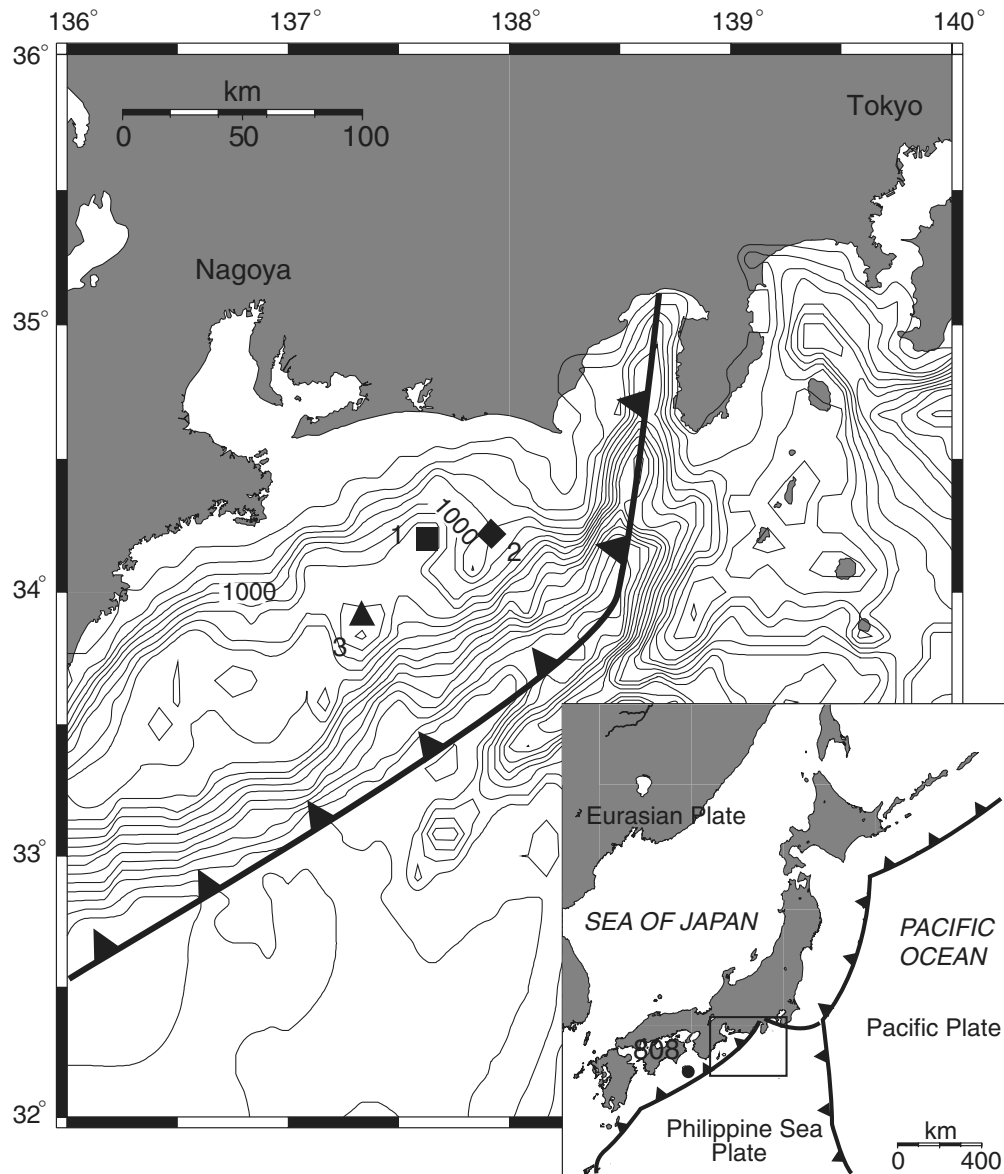 136° 137° 138° 139° 140°
36°
km
0 50 100
Tokyo
Nagoya
35°
1000
1
2
34°
1000
3
33°
32°
Eurasian Plate
SEA OF JAPAN
PACIFIC
OCEAN
Pacific Plate
808
Philippine Sea
Plate
km
0 400